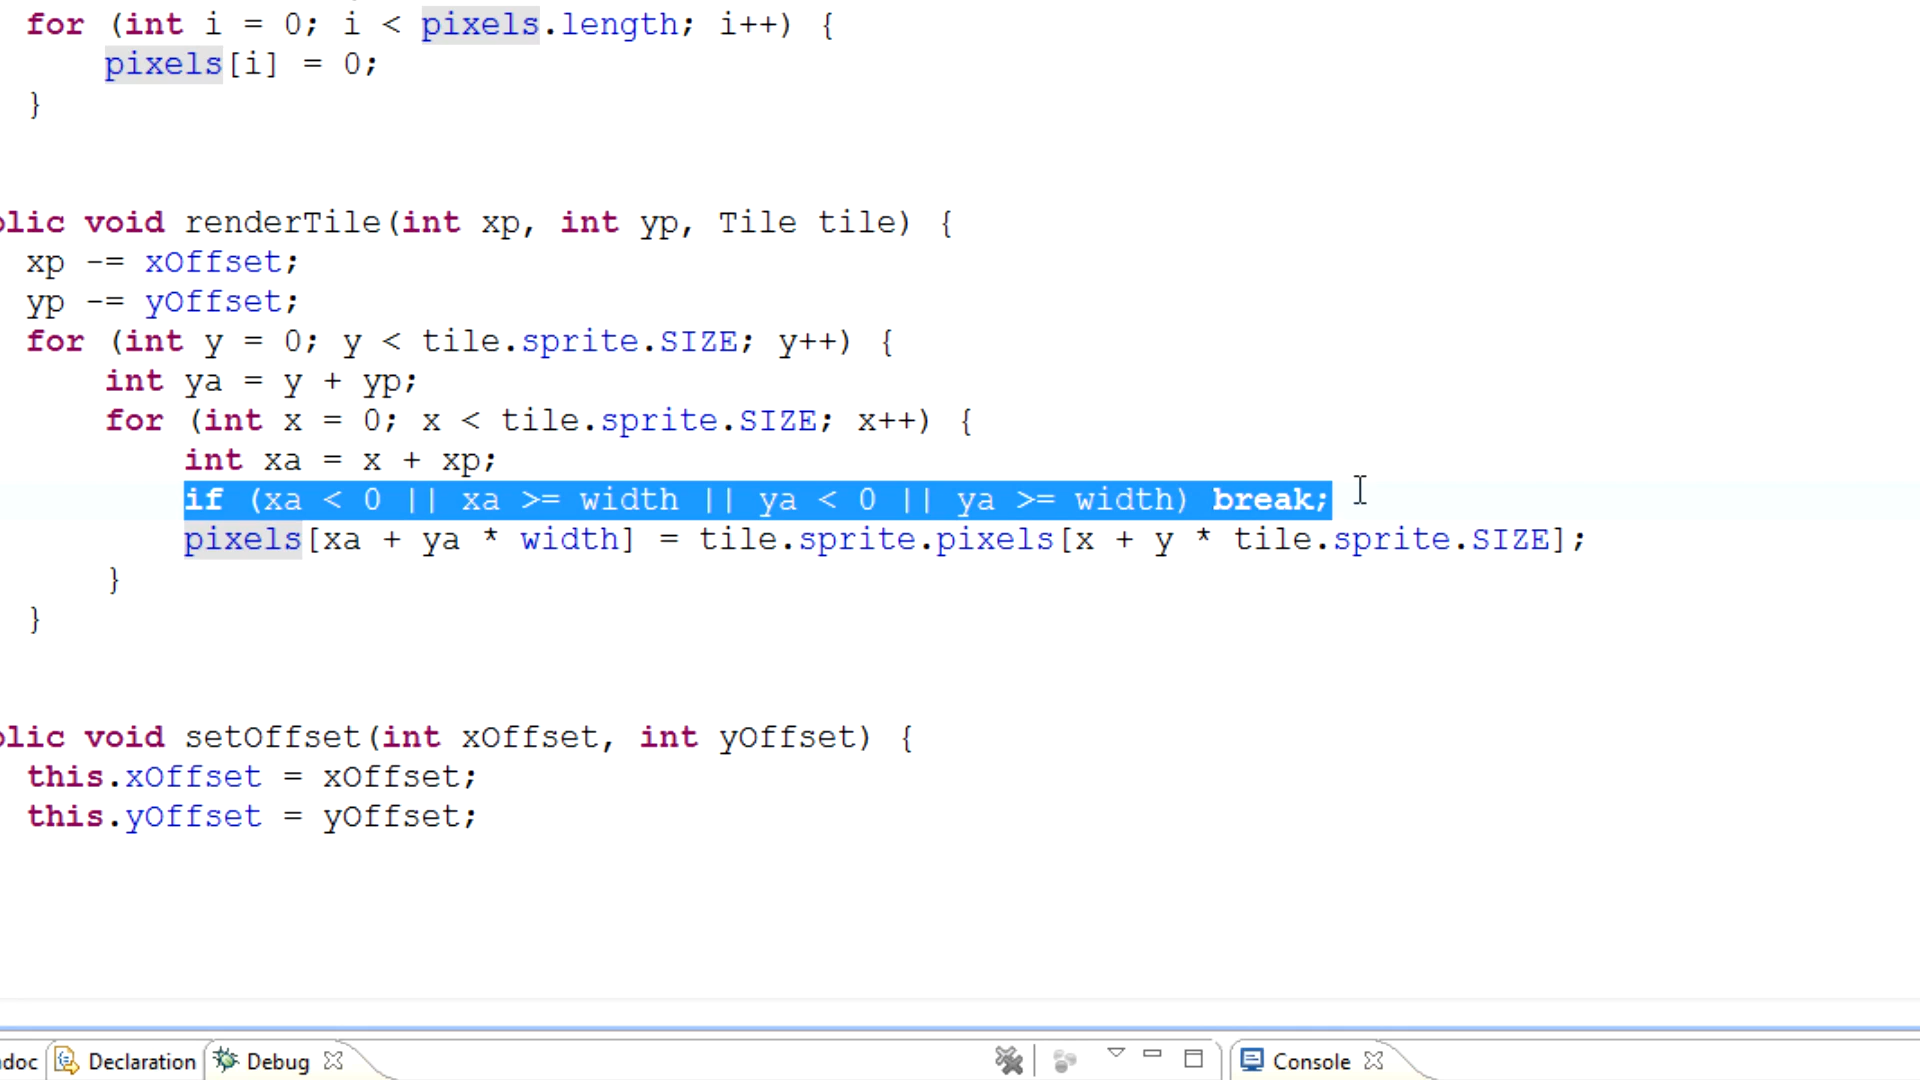 for (int i = 0; i < pixels.length; i++) {
pixels[i] = 0;
}
blic void renderTile(int xp, int yp, Tile tile) {
xp -= xOffset;
yp -= yOffset;
for (int y = 0; y < tile.sprite.SIZE; y++) {
int ya = y + yp;
for (int x = 0; x < tile.sprite.SIZE; x++) {
int xa = x + xp;
if (xa < 0 || xa >= width || ya < 0 || ya >= width) break;
pixels[xa + ya * width] = tile.sprite.pixels[x + y * tile.sprite.SIZE];
}
}
blic void setOffset(int xOffset, int yOffset) {
this.xOffset = xOffset;
this.yOffset = yOffset;
doc Declaration Debug Console